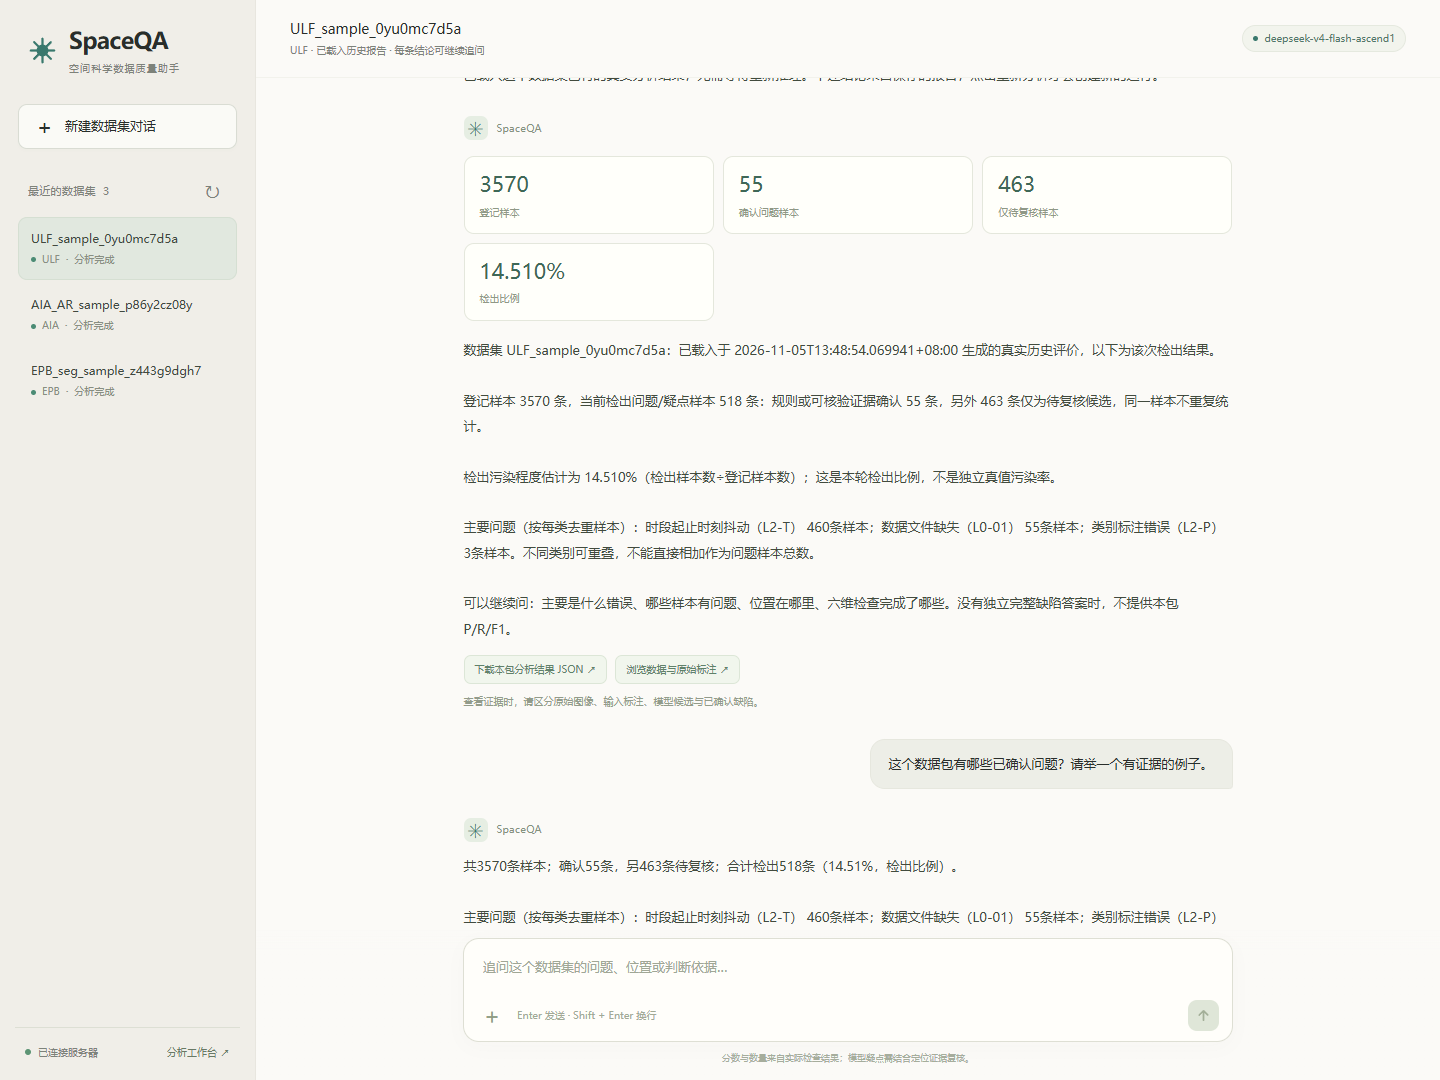 SpaceQA
空间科学数据质量助手
+ 新建数据集对话
最近的数据集 3
ULF_sample_0yu0mc7d5a
ULF · 分析完成
AIA_AR_sample_p86y2cz08y
AIA · 分析完成
EPB_seg_sample_z443g9dgh7
EPB · 分析完成
已连接服务器
分析工作台 ↗
ULF_sample_0yu0mc7d5a
ULF · 已载入历史报告 · 每条结论可继续追问
deepseek-v4-flash-ascend1
SpaceQA
3570
登记样本
55
确认问题样本
463
仅待复核样本
14.510%
检出比例
数据集 ULF_sample_0yu0mc7d5a：已载入于 2026-11-05T13:48:54.069941+08:00 生成的真实历史评价，以下为该次检出结果。
登记样本 3570 条，当前检出问题/疑点样本 518 条：规则或可核验证据确认 55 条，另外 463 条仅为待复核候选，同一样本不重复统
计。
检出污染程度估计为 14.510%（检出样本数÷登记样本数）；这是本轮检出比例，不是独立真值污染率。
主要问题（按每类去重样本）：时段起止时刻抖动（L2-T） 460条样本；数据文件缺失（L0-01） 55条样本；类别标注错误（L2-P）
3条样本。不同类别可重叠，不能直接相加作为问题样本总数。
可以继续问：主要是什么错误、哪些样本有问题、位置在哪里、六维检查完成了哪些。没有独立完整缺陷答案时，不提供本包
P/R/F1。
下载本包分析结果 JSON ↗
浏览数据与原始标注 ↗
查看证据时，请区分原始图像、输入标注、模型候选与已确认缺陷。
这个数据包有哪些已确认问题？请举一个有证据的例子。
SpaceQA
共3570条样本；确认55条，另463条待复核；合计检出518条（14.51%，检出比例）。
主要问题（按每类去重样本）：时段起止时刻抖动（L2-T） 460条样本；数据文件缺失（L0-01） 55条样本；类别标注错误（L2-P）
追问这个数据集的问题、位置或判断依据...
+ Enter 发送 · Shift + Enter 换行
分数与数量来自实际检查结果；模型疑点需结合定位证据复核。